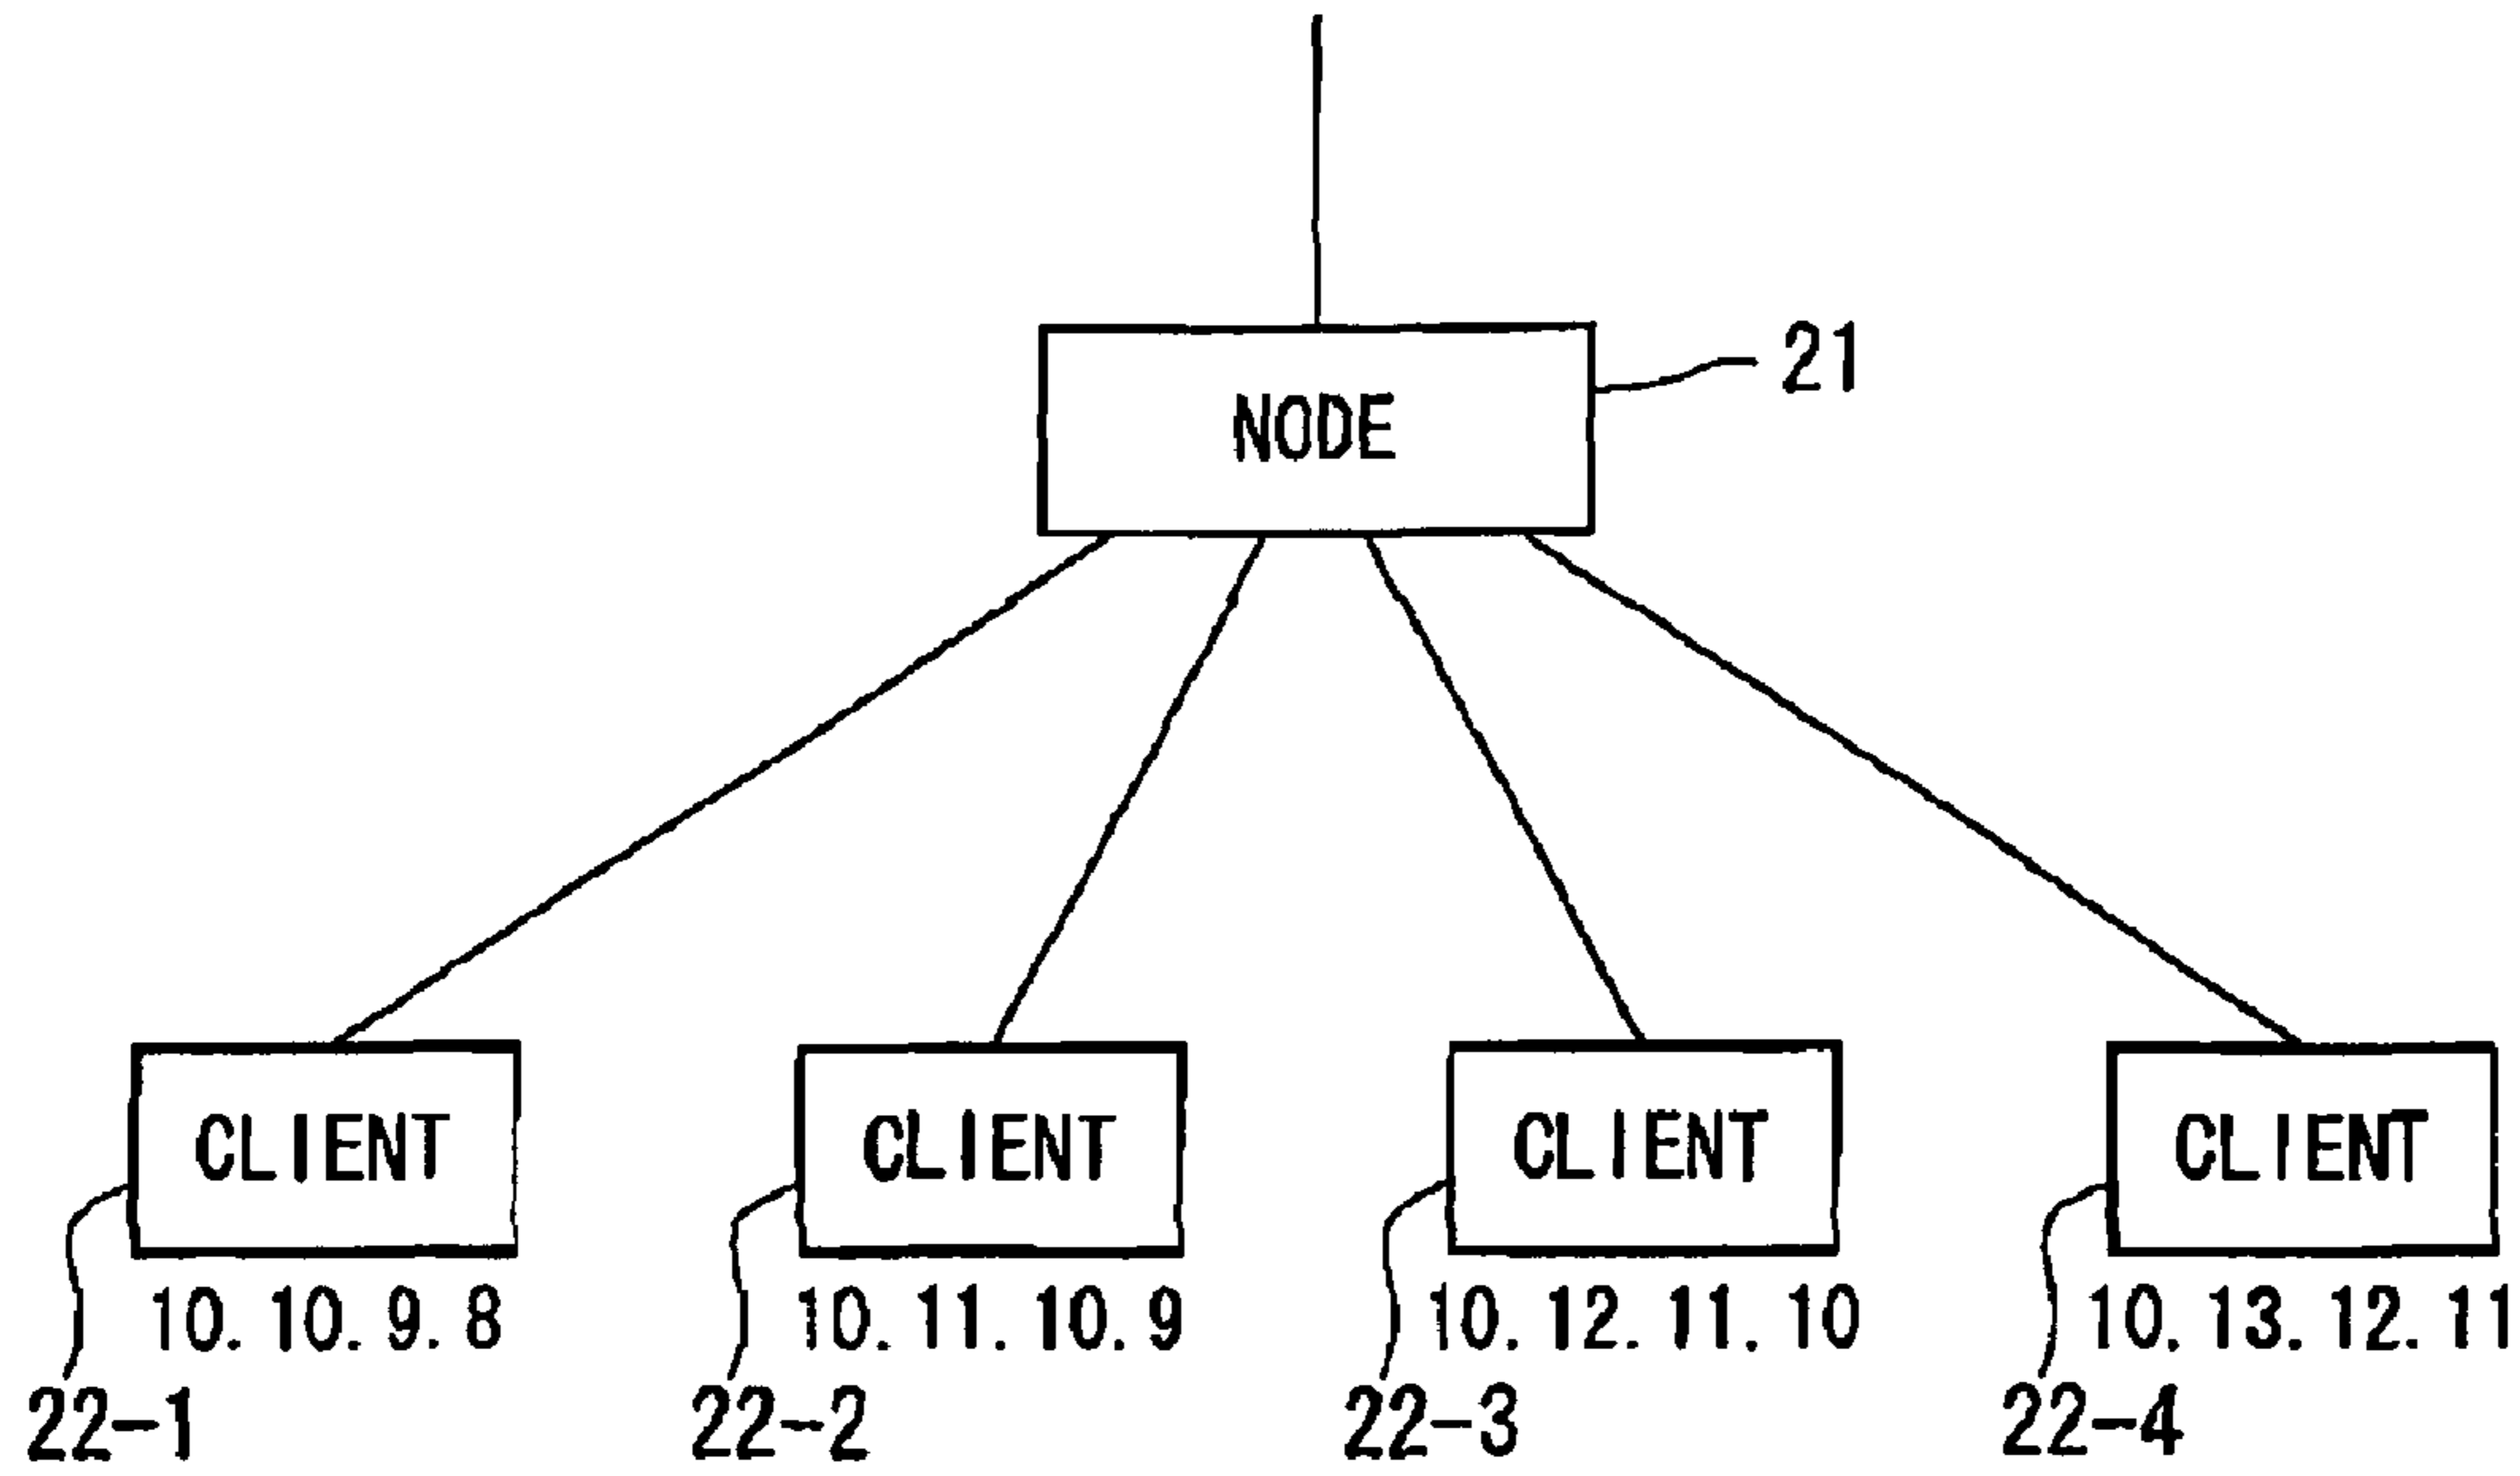 21
NODE
CLIENT CLIENT CLIENT CLIENT
10. 10. 9. 8 10. 11. 10. 9 10. 12. 11. 10 10. 13. 12. 11
22-1 22-2 22-3 22-4